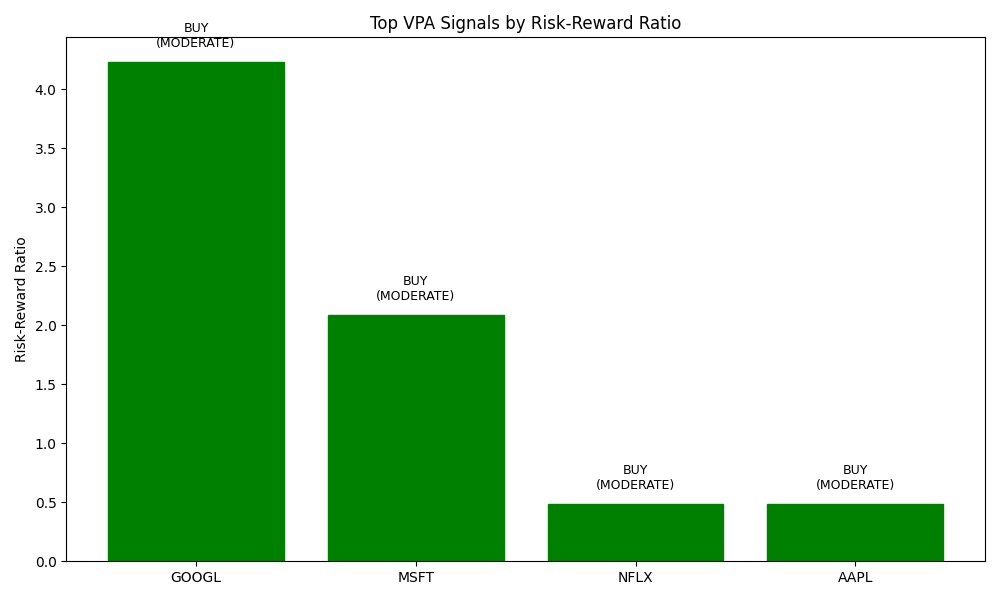 Top VPA Signals by Risk-Reward Ratio
BUY
(MODERATE)
BUY
(MODERATE)
BUY
(MODERATE)
BUY
(MODERATE)
Risk-Reward Ratio
4.0
3.5
3.0
2.5
2.0
1.5
1.0
0.5
0.0
GOOGL
MSFT
NFLX
AAPL